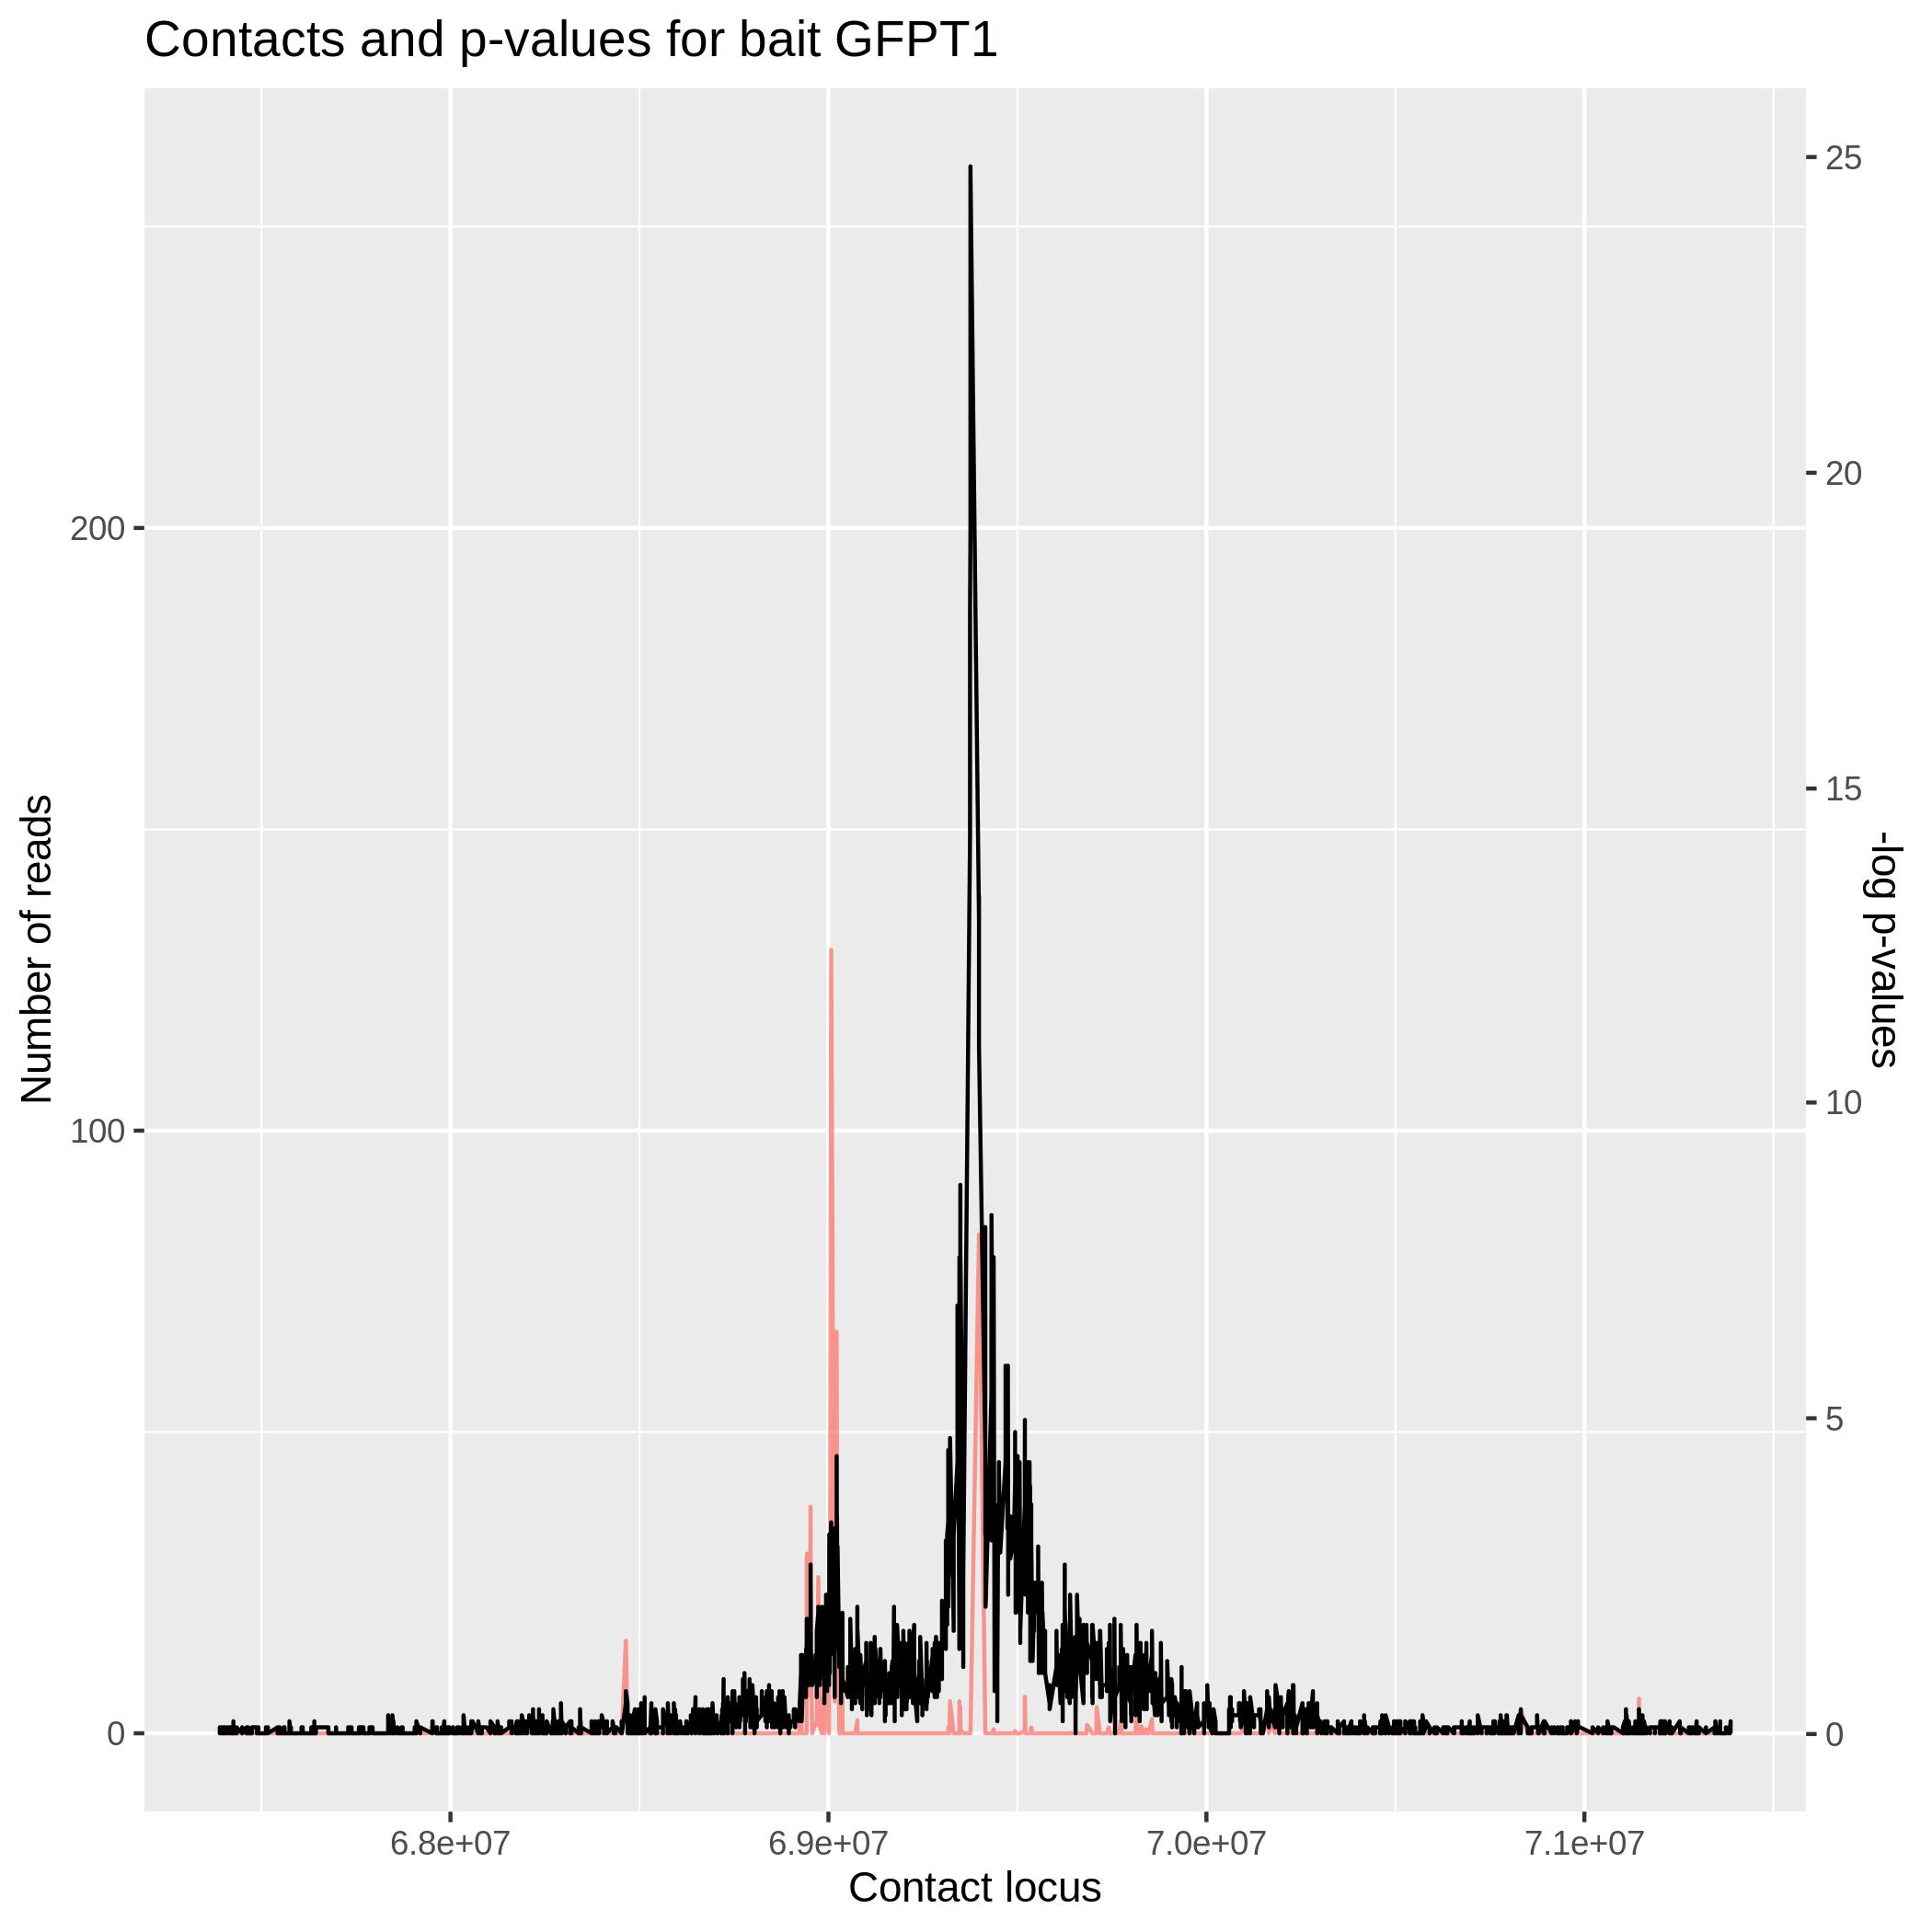 Contacts and p-values for bait GFPT1
25
20
200
15
Number of reads
-log p-values
100
10
5
0
0
6.8e+07
6.9e+07
7.0e+07
7.1e+07
Contact locus